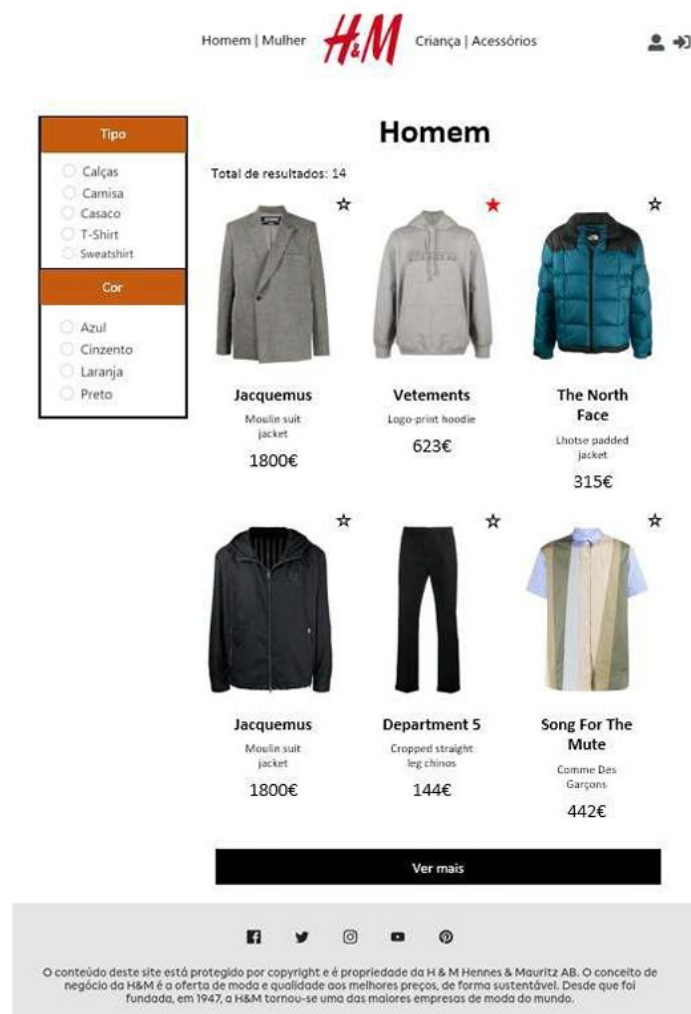 Homem | Mulher
H&M
Criança | Acessórios
Tipo
Calças
Camisa
Casaco
T-Shirt
Sweatshirt
Cor
Azul
Cinzento
Laranja
Preto
Homem
Total de resultados: 14
Jacquemus
Moulin suit
jacket
1800€
Vetements
Logo-print hoodie
623€
The North
Face
Lhotse padded
jacket
315€
Jacquemus
Moulin suit
jacket
1800€
Department 5
Cropped straight
leg chinos
144€
Song For The
Mute
Comme Des
Garçons
442€
Ver mais
O conteúdo deste site está protegido por copyright e é propriedade da H & M Hennes & Mauritz AB. O conceito de
negócio da H&M é a oferta de moda e qualidade aos melhores preços, de forma sustentável. Desde que foi
fundada, em 1947, a H&M tornou-se uma das maiores empresas de moda do mundo.